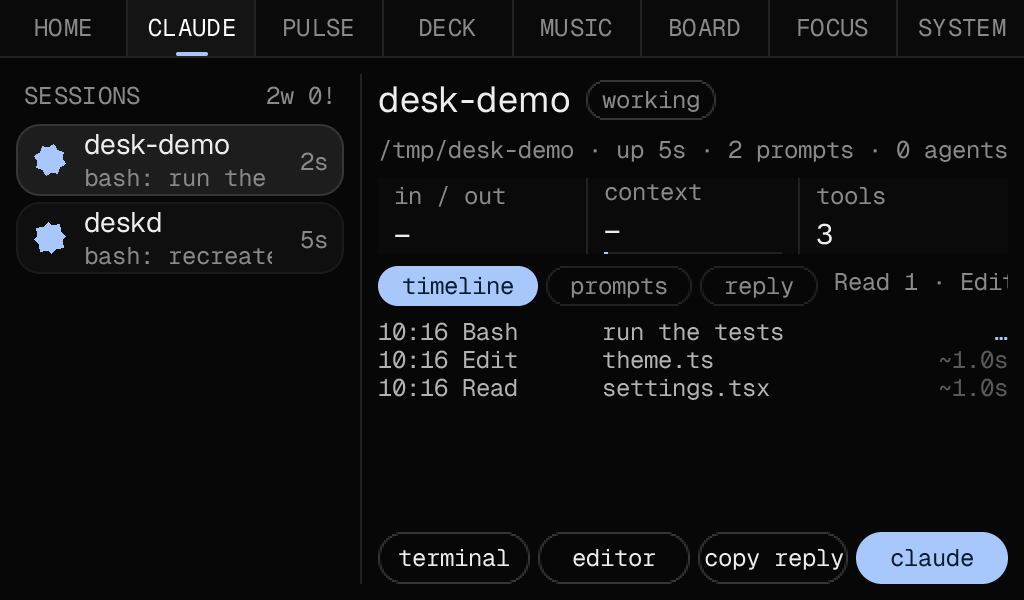 HOME CLAUDE PULSE DECK MUSIC BOARD FOCUS SYSTEM
SESSIONS 2w 0!
desk-demo
bash: run the
2s
deskd
bash: recreate
5s
desk-demo working
/tmp/desk-demo · up 5s · 2 prompts · 0 agents
in / out context tools
– – 3
timeline prompts reply Read 1 · Edit
10:16 Bash run the tests …
10:16 Edit theme.ts ~1.0s
10:16 Read settings.tsx ~1.0s
terminal editor copy reply claude